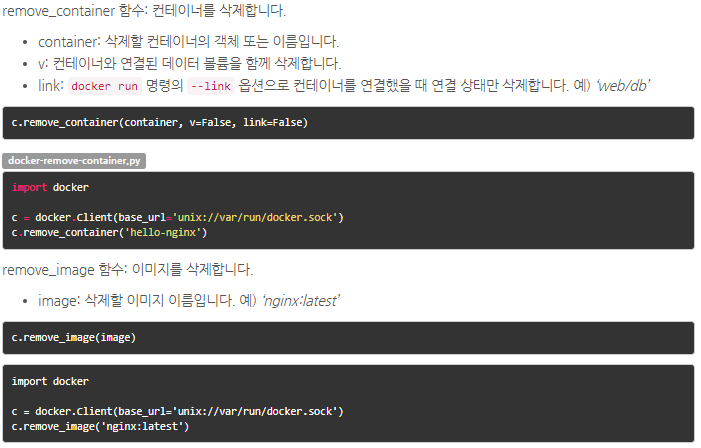 remove_container 함수: 컨테이너를 삭제합니다.
• container: 삭제할 컨테이너의 객체 또는 이름입니다.
• v: 컨테이너와 연결된 데이터 볼륨을 함께 삭제합니다.
• link: docker run 명령의 --link 옵션으로 컨테이너를 연결했을 때 연결 상태만 삭제합니다. 예) ‘web/db’
c.remove_container(container, v=False, link=False)
docker-remove-container.py
import docker
c = docker.Client(base_url='unix://var/run/docker.sock')
c.remove_container('hello-nginx')
remove_image 함수: 이미지를 삭제합니다.
• image: 삭제할 이미지 이름입니다. 예) ‘nginx:latest’
c.remove_image(image)
import docker
c = docker.Client(base_url='unix://var/run/docker.sock')
c.remove_image('nginx:latest')